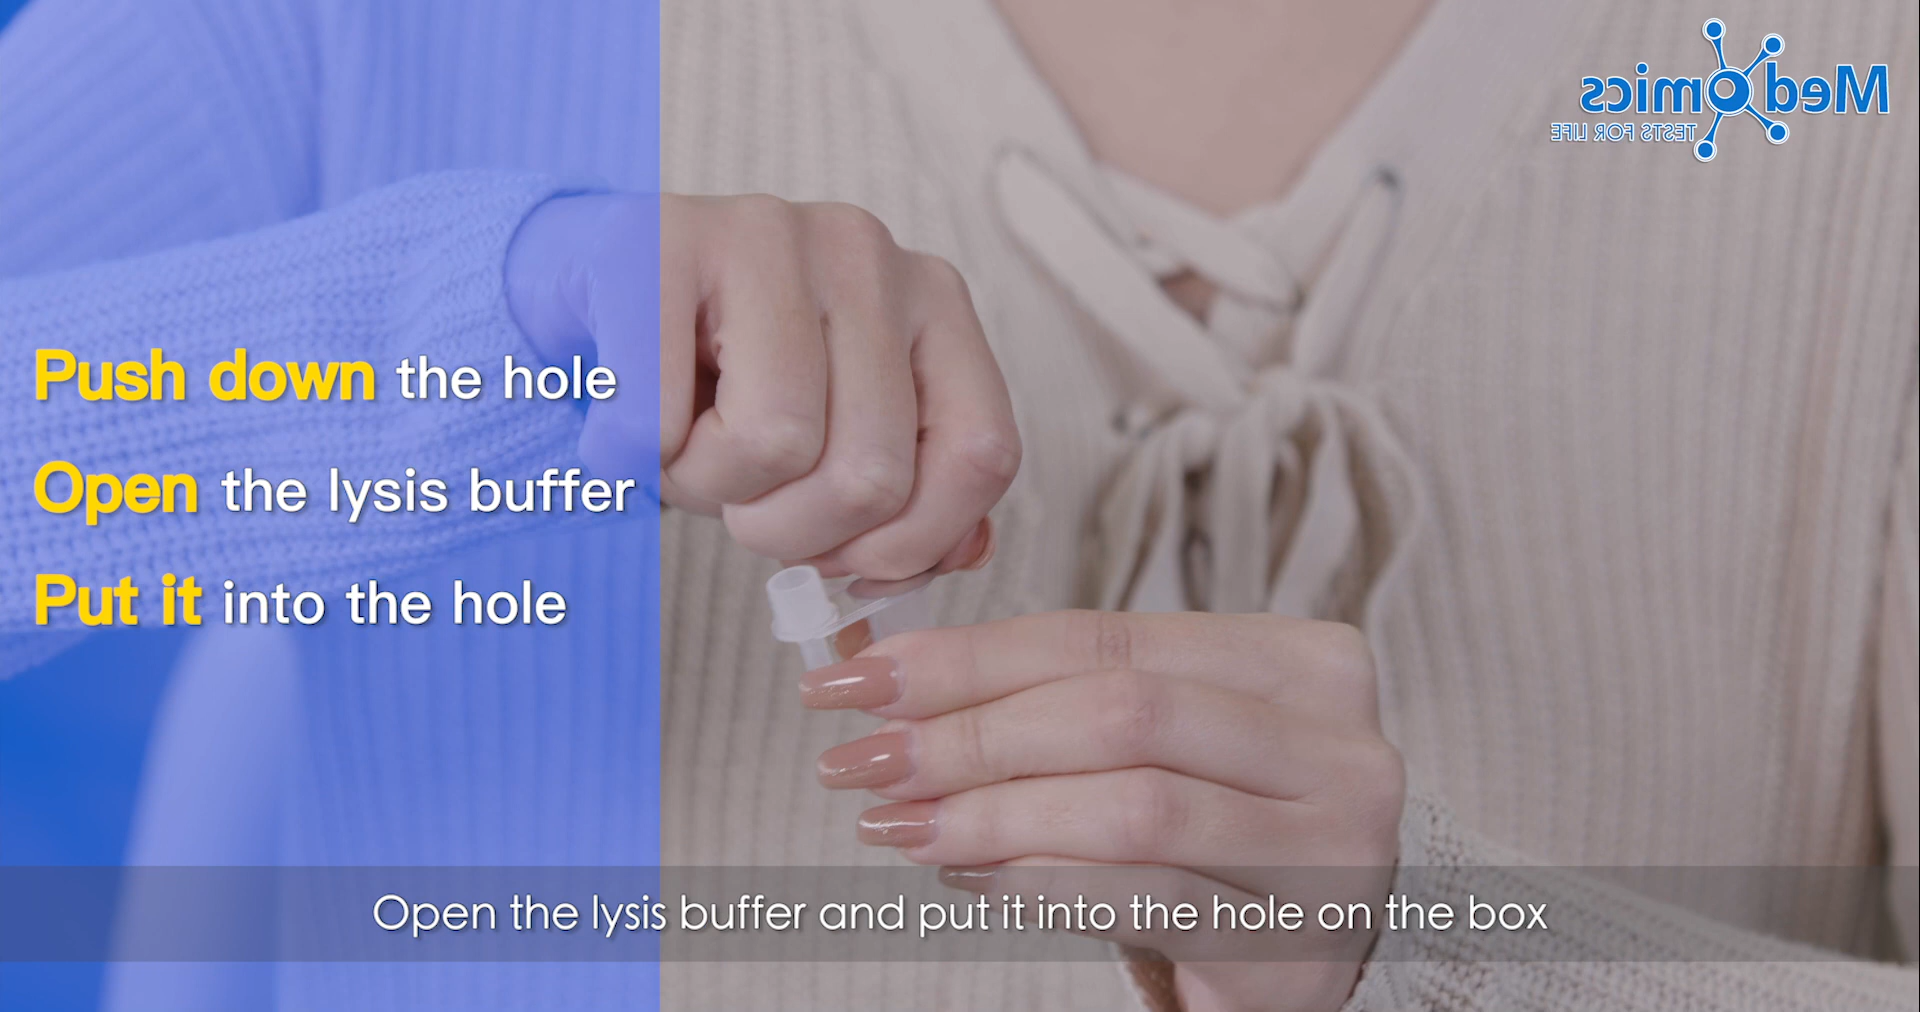 MedOmics
TESTS FOR LIFE
Push down the hole
Open the lysis buffer
Put it into the hole
Open the lysis buffer and put it into the hole on the box